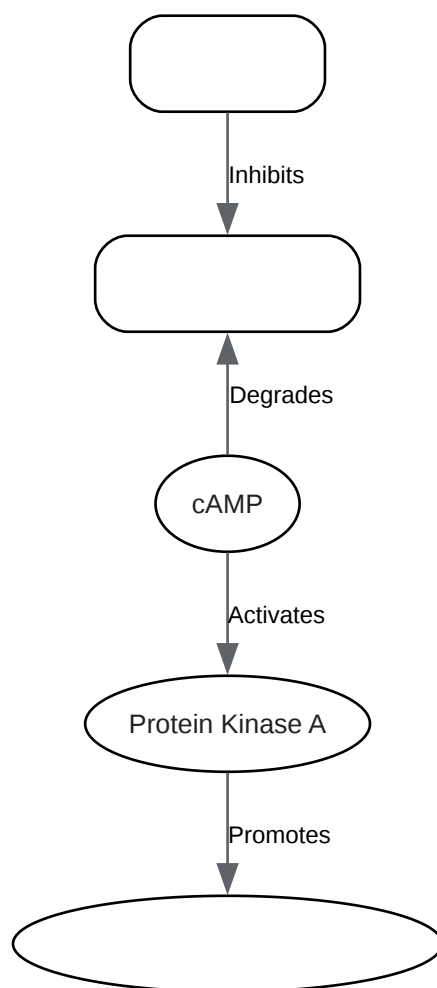 Inhibits
Degrades
cAMP
Activates
Protein Kinase A
Promotes